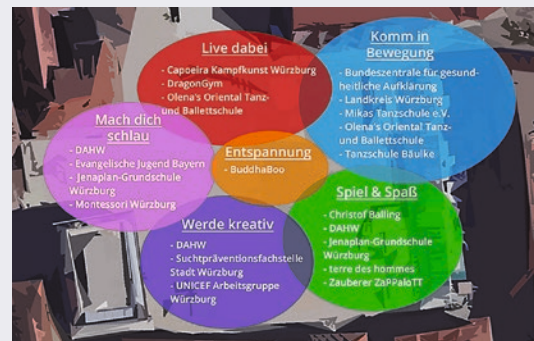 Live dabei
- Capoeira Kampfkunst Würzburg
- DragonGym
- Olena's Oriental Tanz-
und Ballettschule
Komm in
Bewegung
- Bundeszentrale für gesund-
heitliche Aufklärung
- Landkreis Würzburg
- Mikas Tanzschule e.V.
- Olena's Oriental Tanz-
und Ballettschule
- Tanzschule Bäulke
Mach dich
schlau
- DAHW
- Evangelische Jugend Bayern
- Jenaplan-Grundschule
Würzburg
- Montessori Würzburg
Entspannung
- BuddhaBoo
Werde kreativ
- DAHW
- Suchtpräventionsfachstelle
Stadt Würzburg
- UNICEF Arbeitsgruppe
Würzburg
Spiel & Spaß
- Christof Balling
- DAHW
- Jenaplan-Grundschule
Würzburg
- terre des hommes
- Zauberer ZaPPaloTT